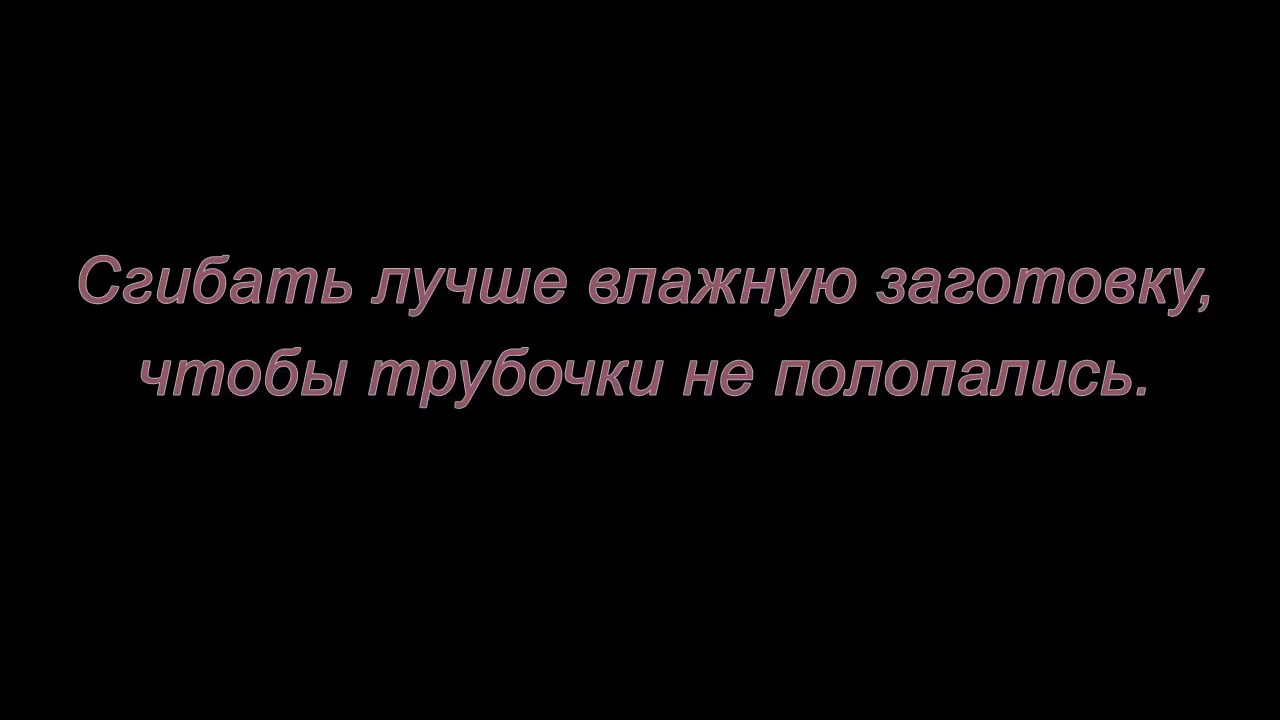 Сгибать лучше влажную заготовку,
чтобы трубочки не полопались.